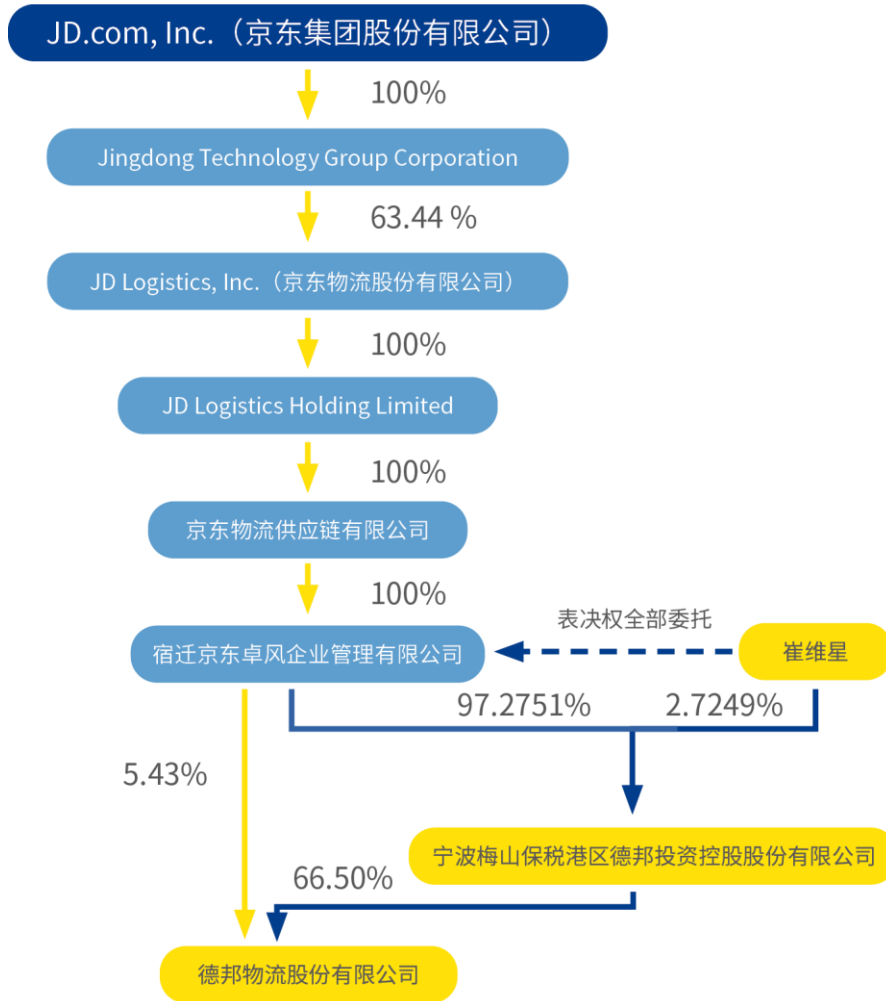 JD.com, Inc.（京东集团股份有限公司）
100%
Jingdong Technology Group Corporation
63.44 %
JD Logistics, Inc.（京东物流股份有限公司）
100%
JD Logistics Holding Limited
100%
京东物流供应链有限公司
100%
表决权全部委托
宿迁京东卓风企业管理有限公司
崔维星
97.2751%
2.7249%
5.43%
宁波梅山保税港区德邦投资控股股份有限公司
66.50%
德邦物流股份有限公司